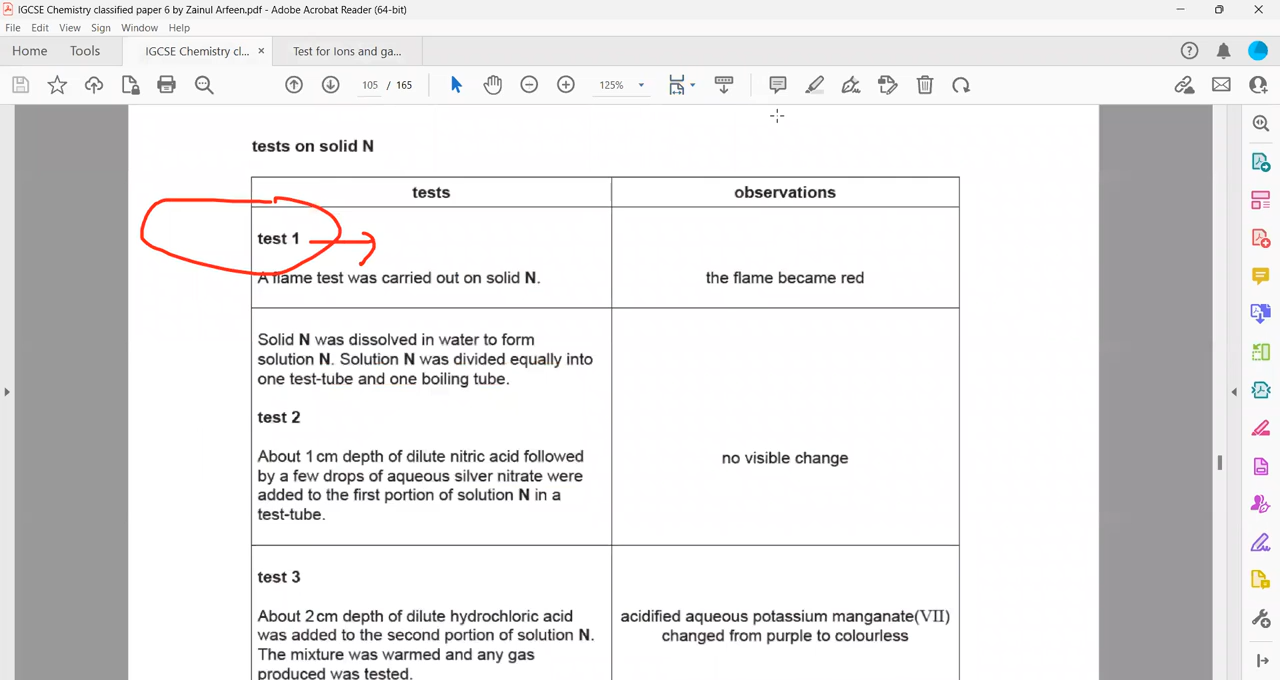 IGCSE Chemistry classified paper 6 by Zainul Arfeen.pdf - Adobe Acrobat Reader (64-bit)
File Edit View Sign Window Help
Home Tools IGCSE Chemistry cl... × Test for Ions and ga...
105 / 165 125%
tests on solid N
tests observations
test 1
A flame test was carried out on solid N. the flame became red
Solid N was dissolved in water to form
solution N. Solution N was divided equally into
one test-tube and one boiling tube.
test 2
About 1 cm depth of dilute nitric acid followed
by a few drops of aqueous silver nitrate were
added to the first portion of solution N in a
test-tube.
no visible change
test 3
About 2 cm depth of dilute hydrochloric acid
was added to the second portion of solution N.
The mixture was warmed and any gas
produced was tested.
acidified aqueous potassium manganate(VII)
changed from purple to colourless